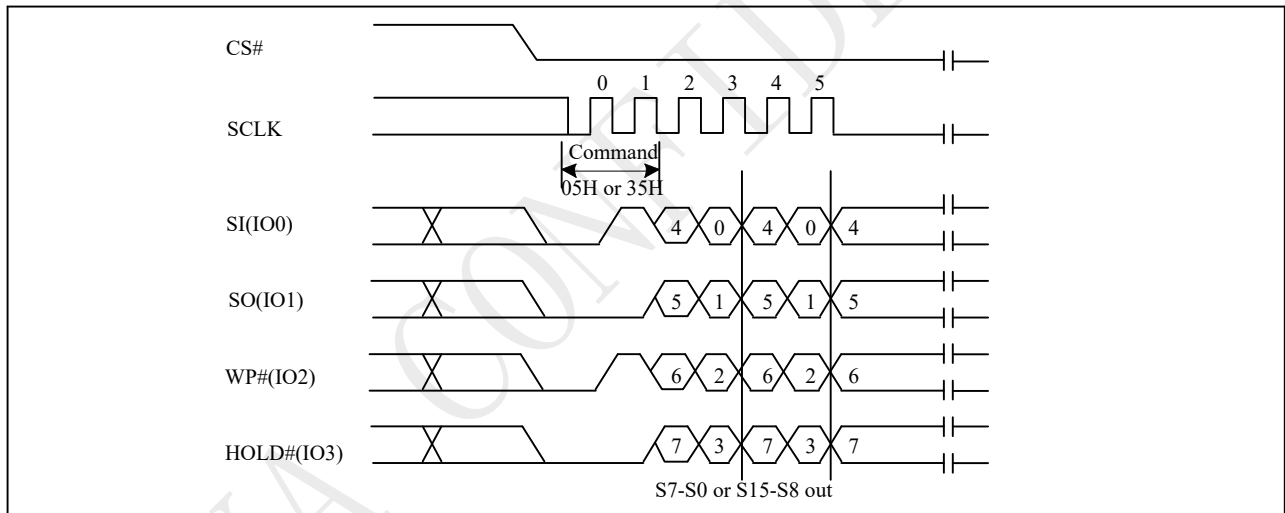 CS#
0 1 2 3 4 5
SCLK
Command
05H or 35H
SI(IO0)
4 0 4 0 4
SO(IO1)
5 1 5 1 5
WP#(IO2)
6 2 6 2 6
HOLD#(IO3)
7 3 7 3 7
S7-S0 or S15-S8 out